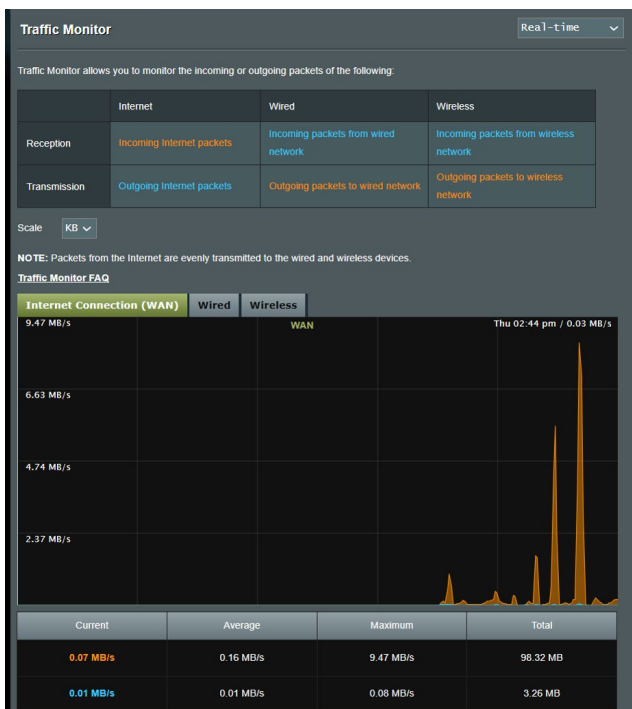 Traffic Monitor
Real-time
Traffic Monitor allows you to monitor the incoming or outgoing packets of the following:
Internet Wired Wireless
Reception Incoming Internet packets Incoming packets from wired network Incoming packets from wireless network
Transmission Outgoing Internet packets Outgoing packets to wired network Outgoing packets to wireless network
Scale KB
NOTE: Packets from the Internet are evenly transmitted to the wired and wireless devices.
Traffic Monitor FAQ
Internet Connection (WAN) Wired Wireless
9.47 MB/s WAN Thu 02:44 pm / 0.03 MB/s
6.63 MB/s
4.74 MB/s
2.37 MB/s
Current Average Maximum Total
0.07 MB/s 0.16 MB/s 9.47 MB/s 98.32 MB
0.01 MB/s 0.01 MB/s 0.08 MB/s 3.26 MB